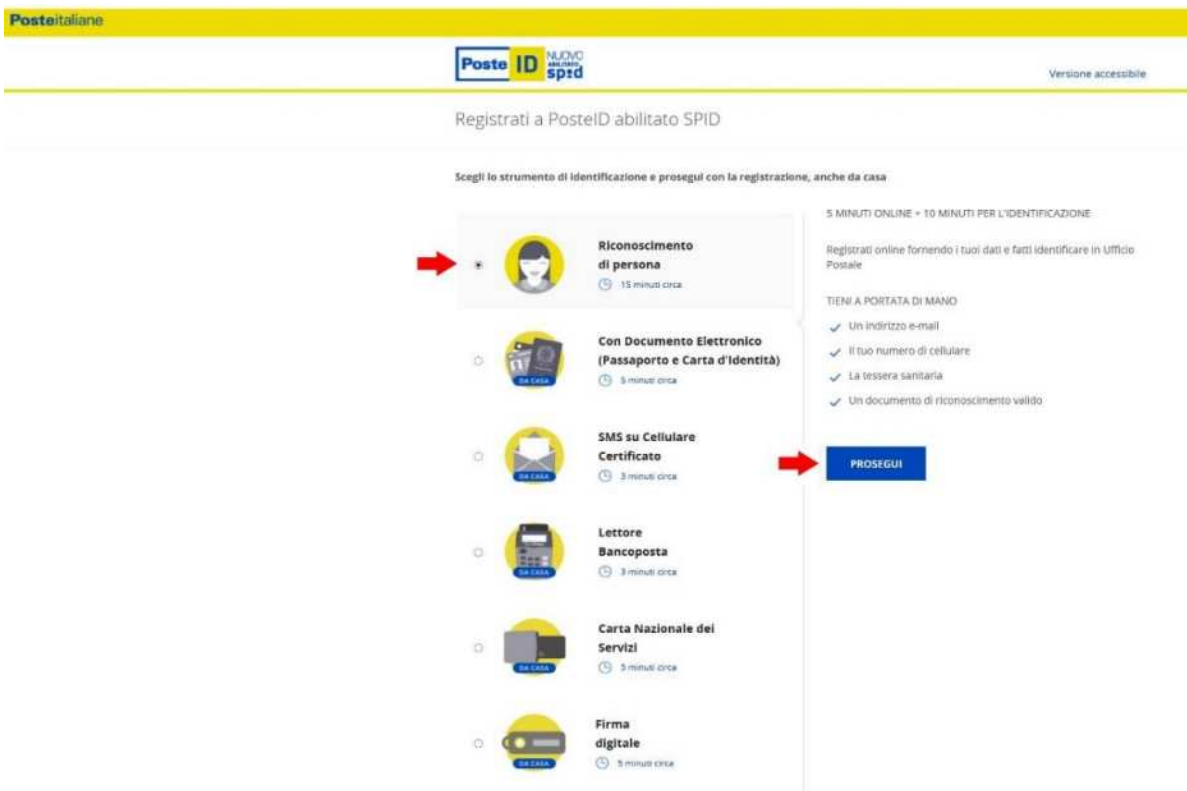 Posteitaliane
Poste ID NUOVO
ABILITATO
spid
Versione accessibile
Registrati a PosteID abilitato SPID
Scegli lo strumento di identificazione e prosegui con la registrazione, anche da casa
Riconoscimento
di persona
15 minuti circa
Con Documento Elettronico
(Passaporto e Carta d'Identità)
DA CASA
5 minuti circa
SMS su Cellulare
Certificato
DA CASA
3 minuti circa
Lettore
Bancoposta
DA CASA
3 minuti circa
Carta Nazionale dei
Servizi
DA CASA
5 minuti circa
Firma
digitale
DA CASA
5 minuti circa
5 MINUTI ONLINE + 10 MINUTI PER L'IDENTIFICAZIONE
Registrati online fornendo i tuoi dati e fatti identificare in Ufficio
Postale
TIENI A PORTATA DI MANO
Un indirizzo e-mail
Il tuo numero di cellulare
La tessera sanitaria
Un documento di riconoscimento valido
PROSEGUI